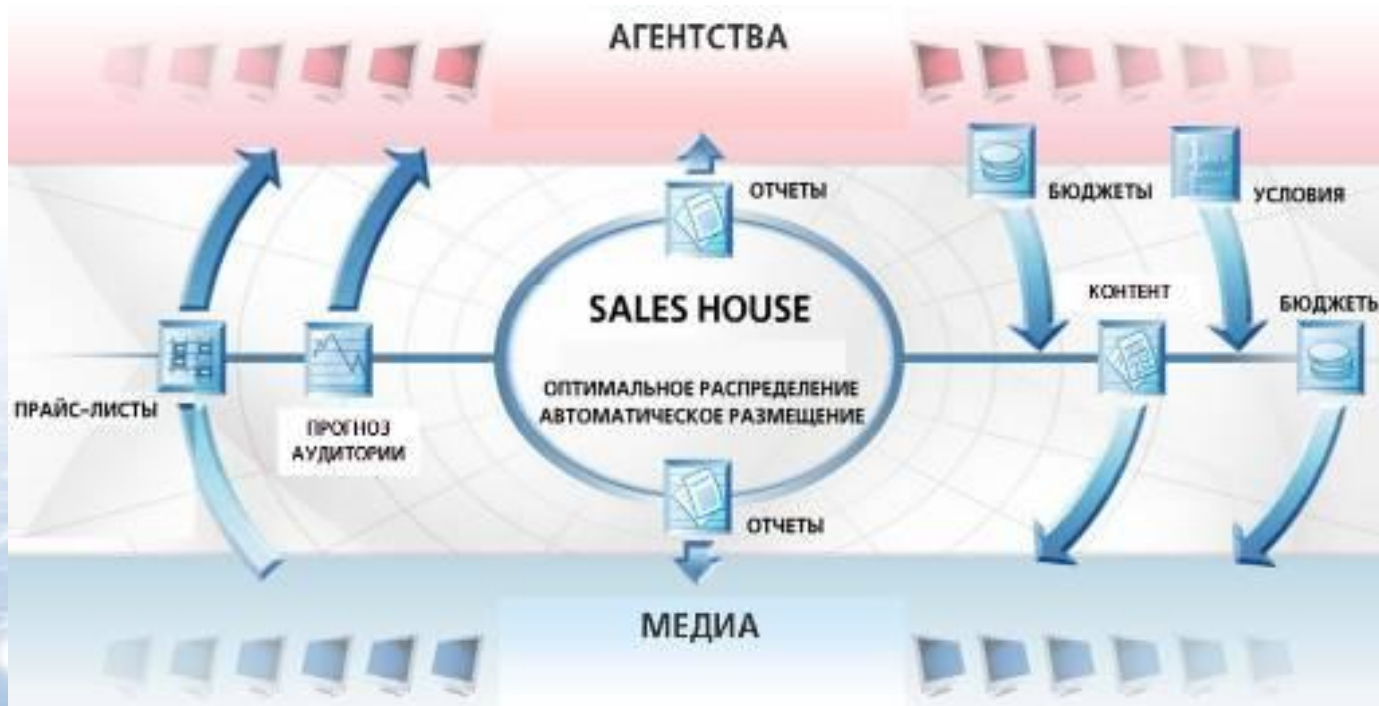 АГЕНТСТВА
ОТЧЕТЫ
БЮДЖЕТЫ
УСЛОВИЯ
SALES HOUSE
КОНТЕНТ
БЮДЖЕТЫ
ОПТИМАЛЬНОЕ РАСПРЕДЕЛЕНИЕ
АВТОМАТИЧЕСКОЕ РАЗМЕЩЕНИЕ
ПРАЙС-ЛИСТЫ
ПРОГНОЗ
АУДИТОРИИ
ОТЧЕТЫ
МЕДИА